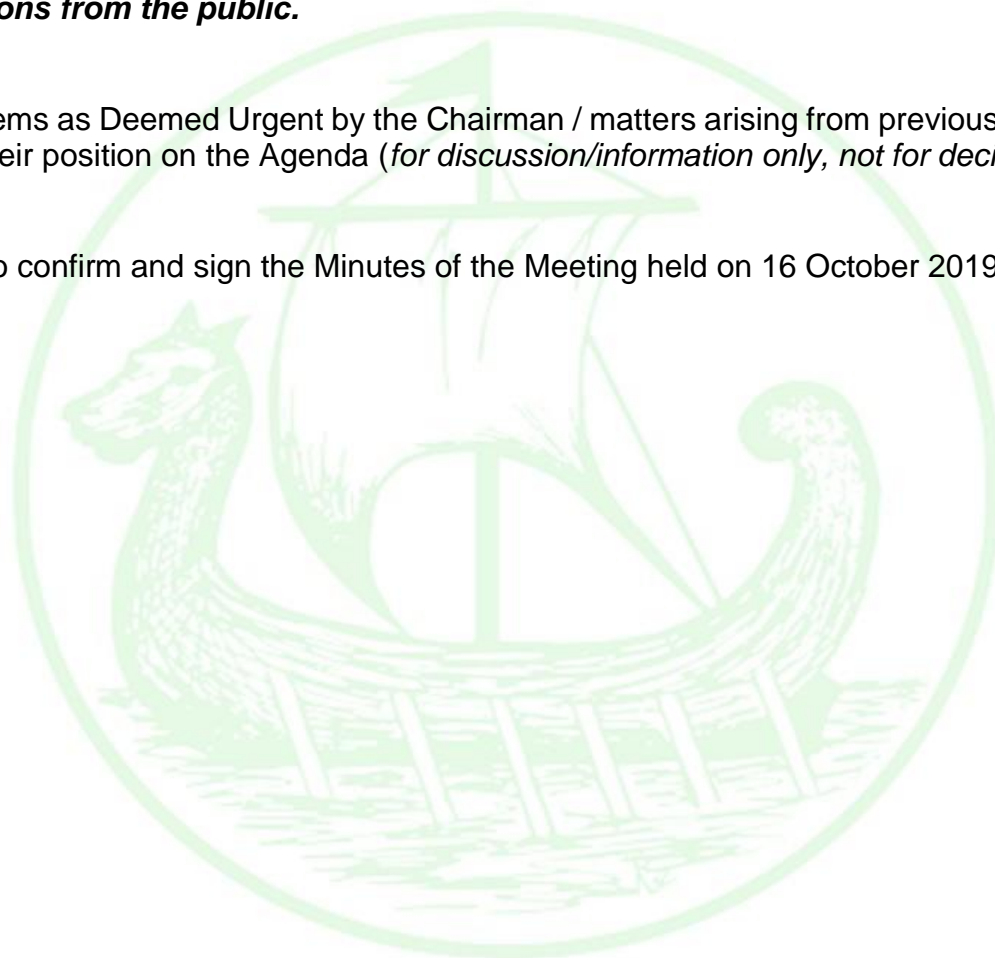 ons from the public.
ems as Deemed Urgent by the Chairman / matters arising from previous
eir position on the Agenda (for discussion/information only, not for deci
o confirm and sign the Minutes of the Meeting held on 16 October 2019